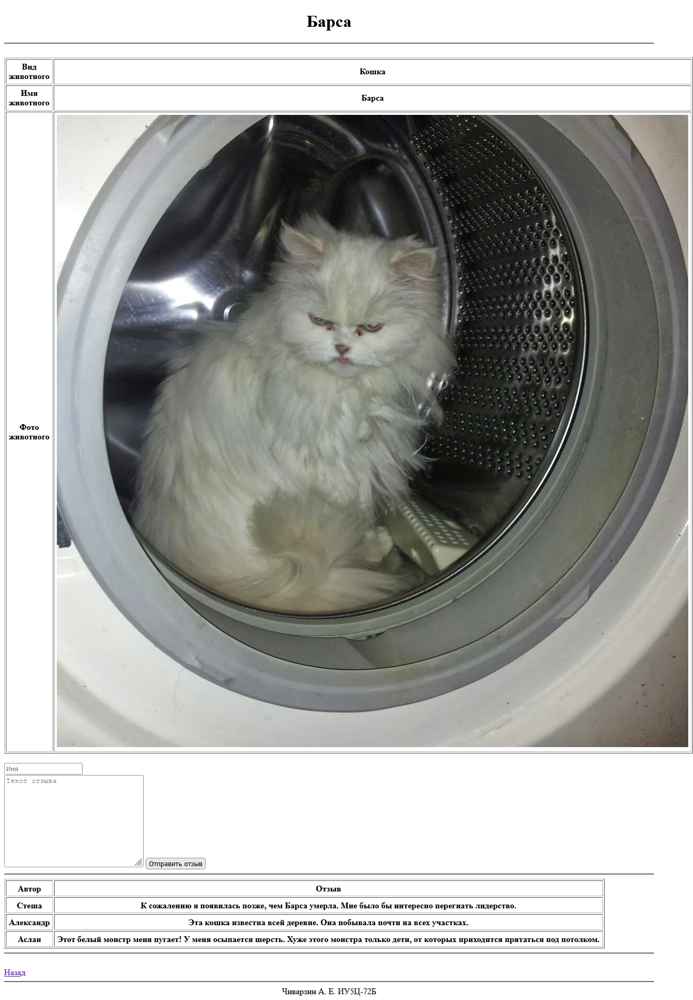 Барса
Вид
животного
Кошка
Имя
животного
Барса
Фото
животного
Имя
Текст отзыва
Отправить отзыв
Автор
Отзыв
Стеша
К сожалению я появилась позже, чем Барса умерла. Мне было бы интересно перегнать лидерство.
Александр
Эта кошка известна всей деревне. Она побывала почти на всех участках.
Аслан
Этот белый монстр меня пугает! У меня осыпается шерсть. Хуже этого монстра только дети, от которых приходится прятаться под потолком.
Назад
Чиварзин А. Е. ИУ5Ц-72Б